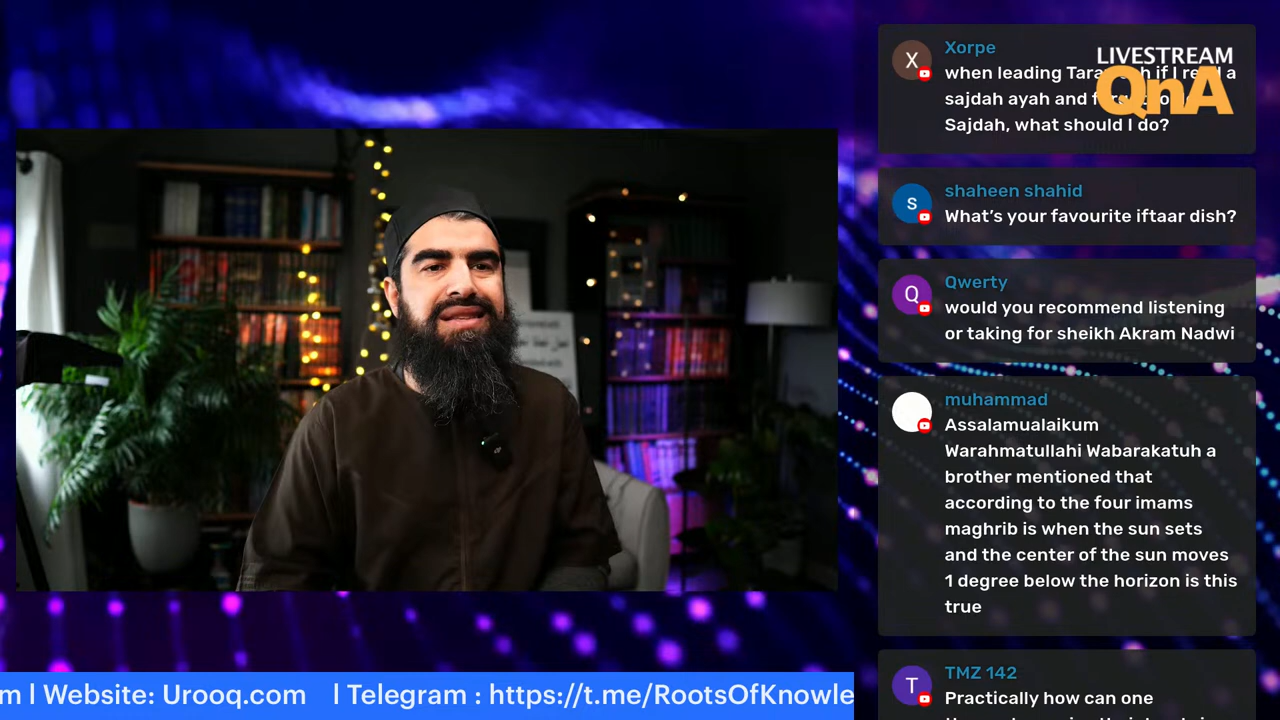 LIVESTREAM
QnA
Xorpe
when leading if I a
sajdah ayah and
Sajdah, what should I do?
shaheen shahid
What's your favourite iftaar dish?
Qwerty
would you recommend listening
or taking for sheikh Akram Nadwi
muhammad
Assalamualaikum
Warahmatullahi Wabarakatuh a
brother mentioned that
according to the four imams
maghrib is when the sun sets
and the center of the sun moves
1 degree below the horizon is this
true
TMZ 142
Practically how can one
m | Website: Urooq.com | Telegram : https://t.me/RootsOfKnowle
X
s
Q
T